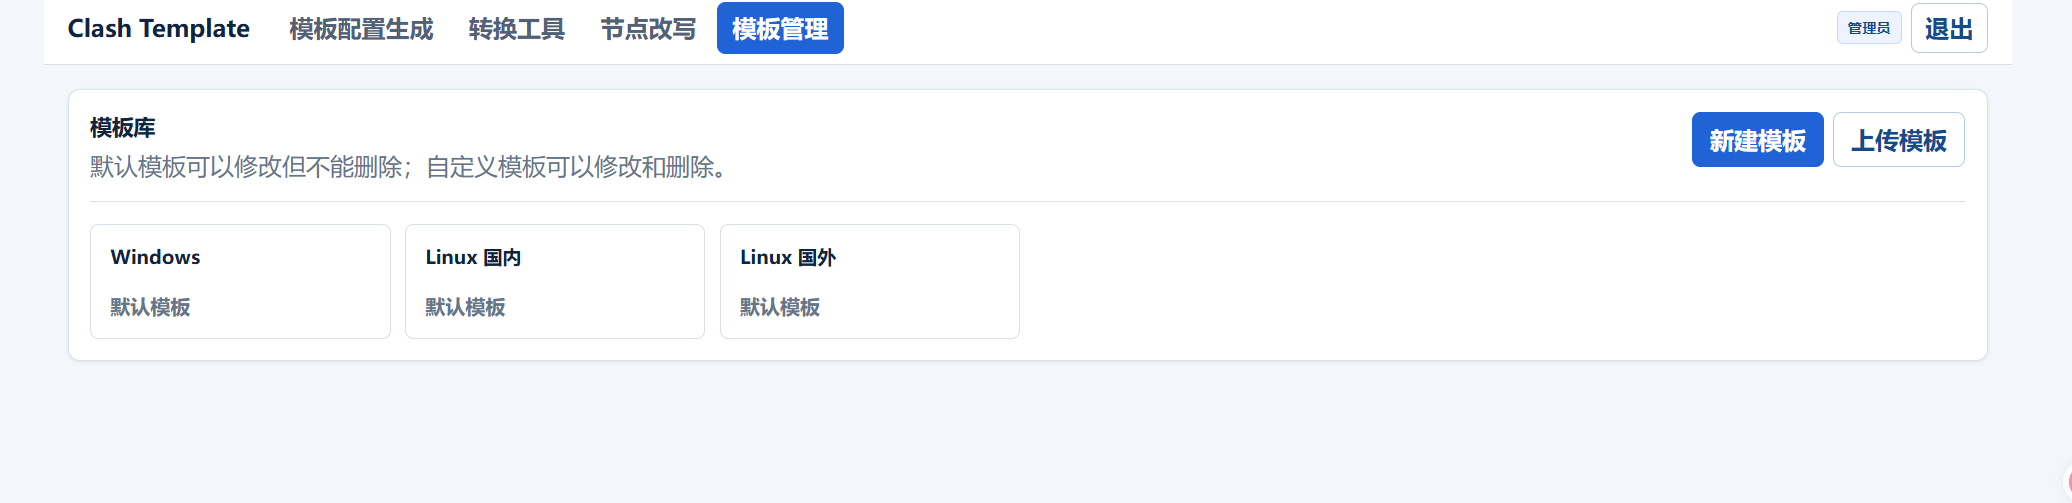 Clash Template 模板配置生成 转换工具 节点改写 模板管理 管理员 退出
模板库
默认模板可以修改但不能删除；自定义模板可以修改和删除。
新建模板 上传模板
Windows
默认模板
Linux 国内
默认模板
Linux 国外
默认模板